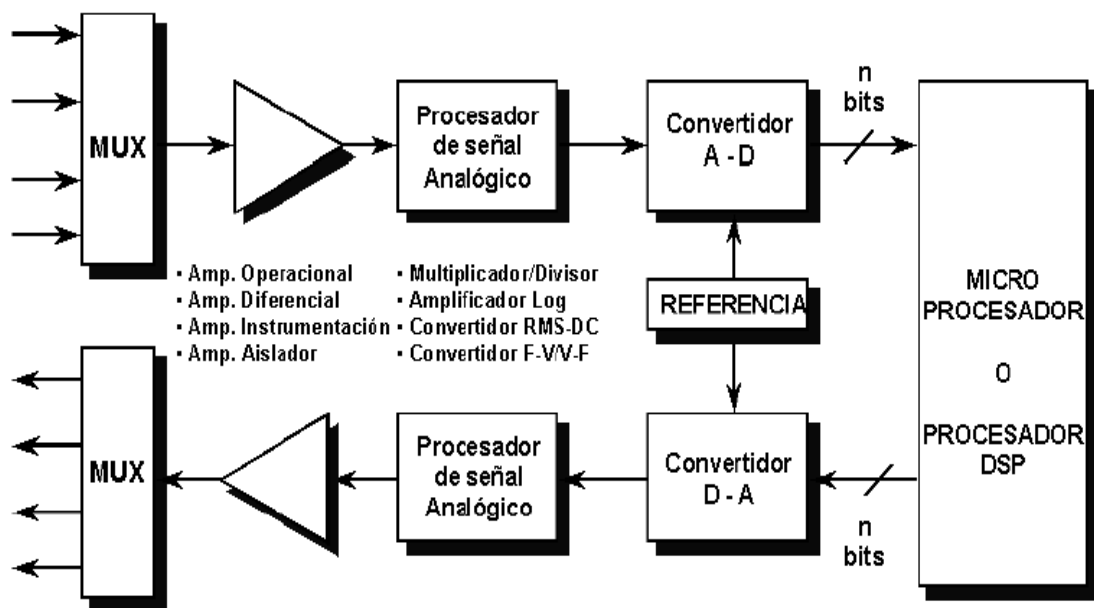 MUX
Procesador
de señal
Analógico
Convertidor
A - D
n
bits
· Amp. Operacional
· Amp. Diferencial
· Amp. Instrumentación
· Amp. Aislador
· Multiplicador/Divisor
· Amplificador Log
· Convertidor RMS-DC
· Convertidor F-V/V-F
REFERENCIA
MICRO
PROCESADOR
O
PROCESADOR
DSP
MUX
Procesador
de señal
Analógico
Convertidor
D - A
n
bits